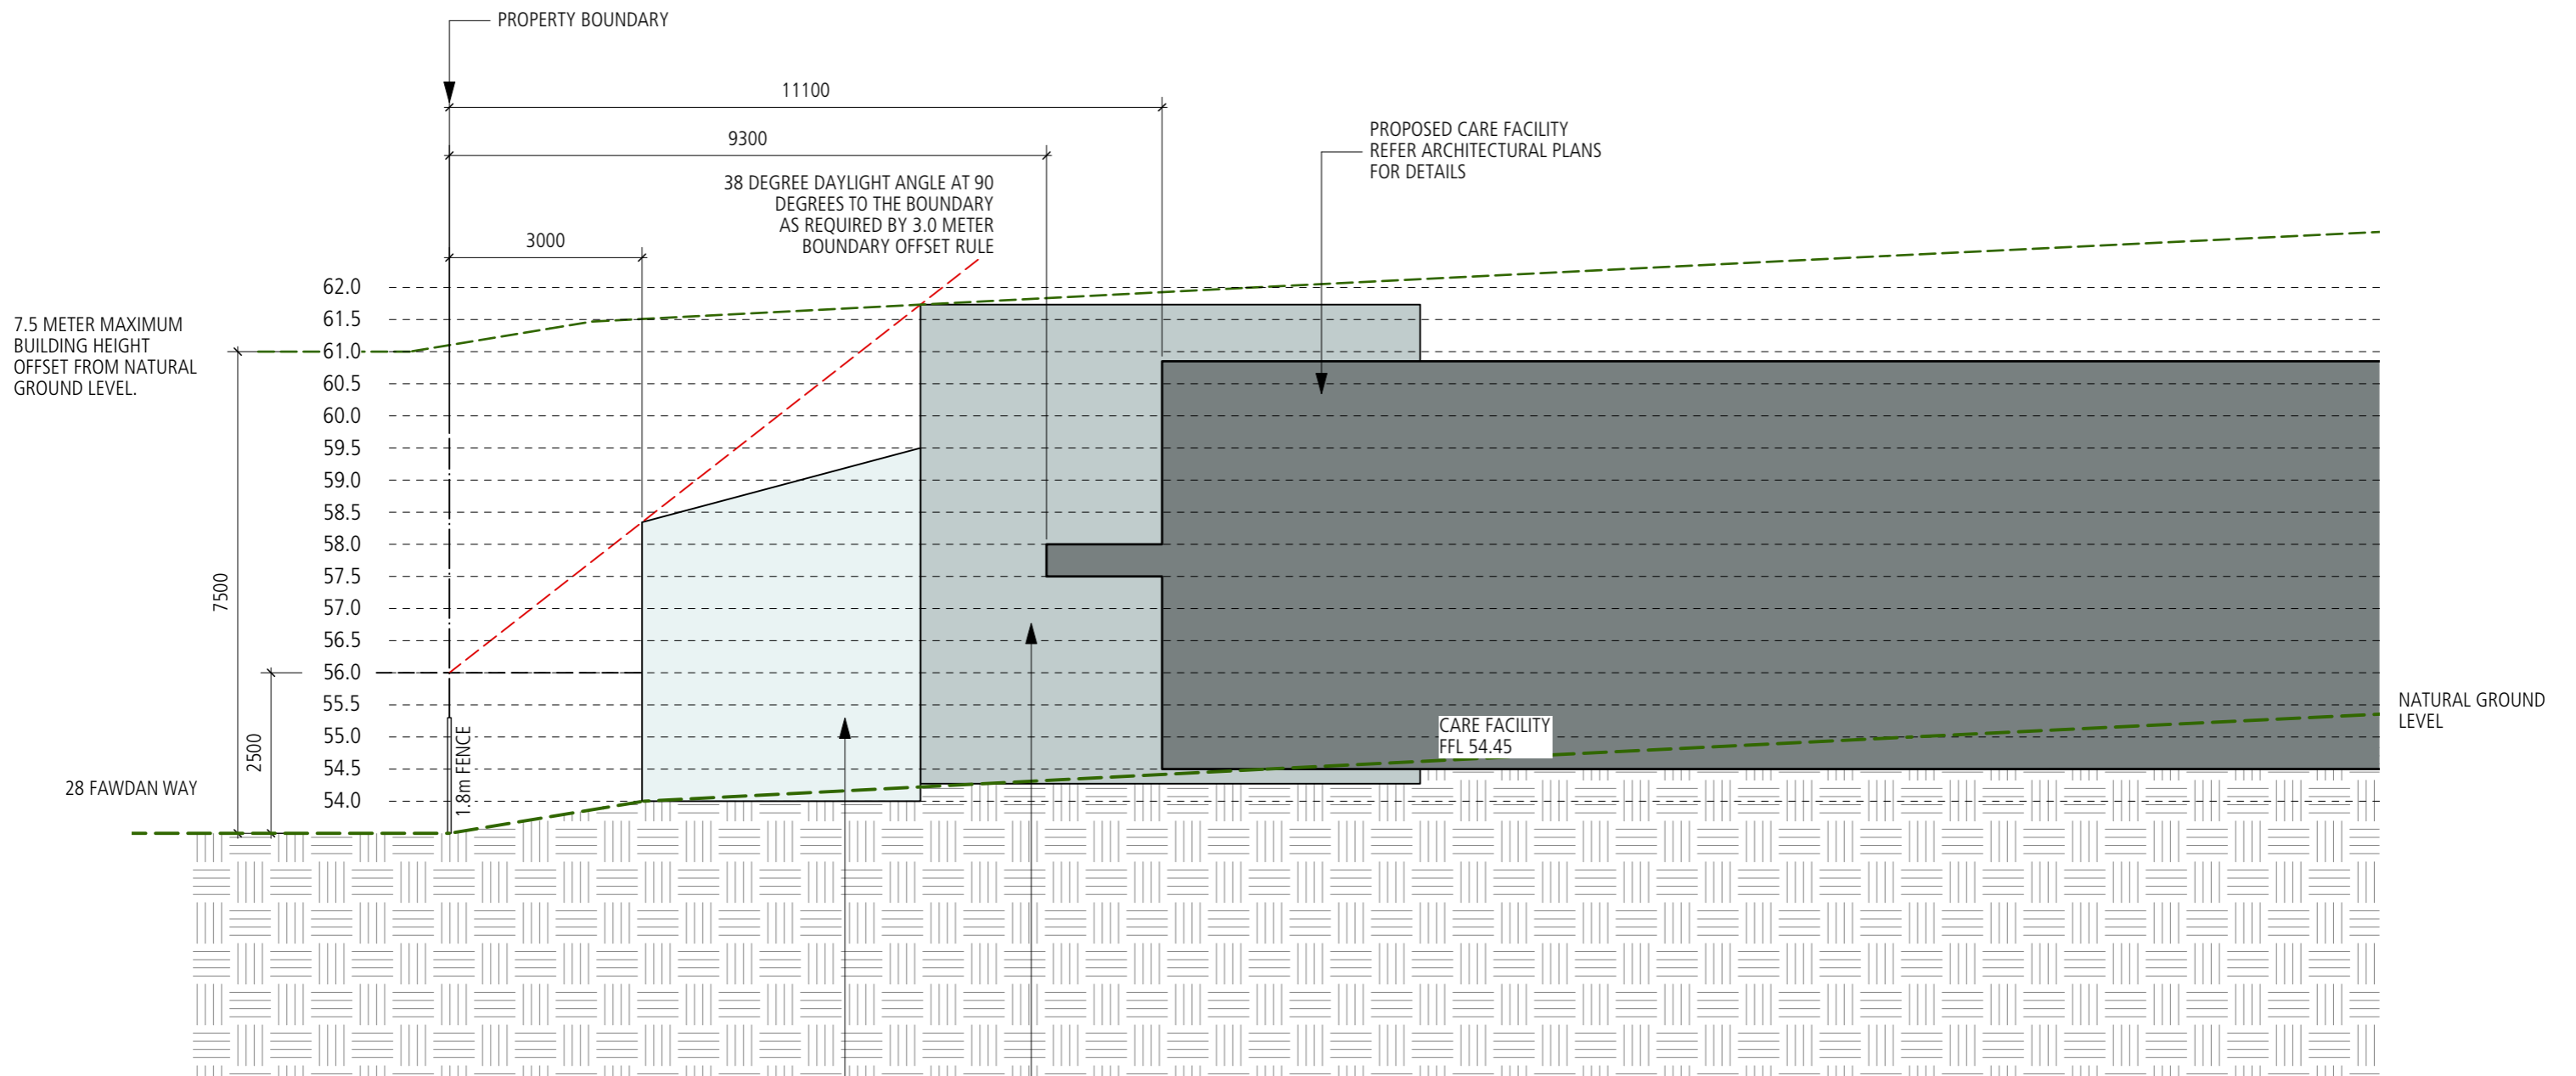 PROPERTY BOUNDARY
11100
9300
PROPOSED CARE FACILITY
REFER ARCHITECTURAL PLANS
FOR DETAILS
38 DEGREE DAYLIGHT ANGLE AT 90
DEGREES TO THE BOUNDARY
AS REQUIRED BY 3.0 METER
BOUNDARY OFFSET RULE
3000
7.5 METER MAXIMUM
BUILDING HEIGHT
OFFSET FROM NATURAL
GROUND LEVEL.
62.0
61.5
61.0
60.5
60.0
59.5
59.0
58.5
58.0
57.5
57.0
56.5
56.0
55.5
55.0
54.5
54.0
7500
2500
1.8m FENCE
28 FAWDAN WAY
CARE FACILITY
FFL 54.45
NATURAL GROUND
LEVEL